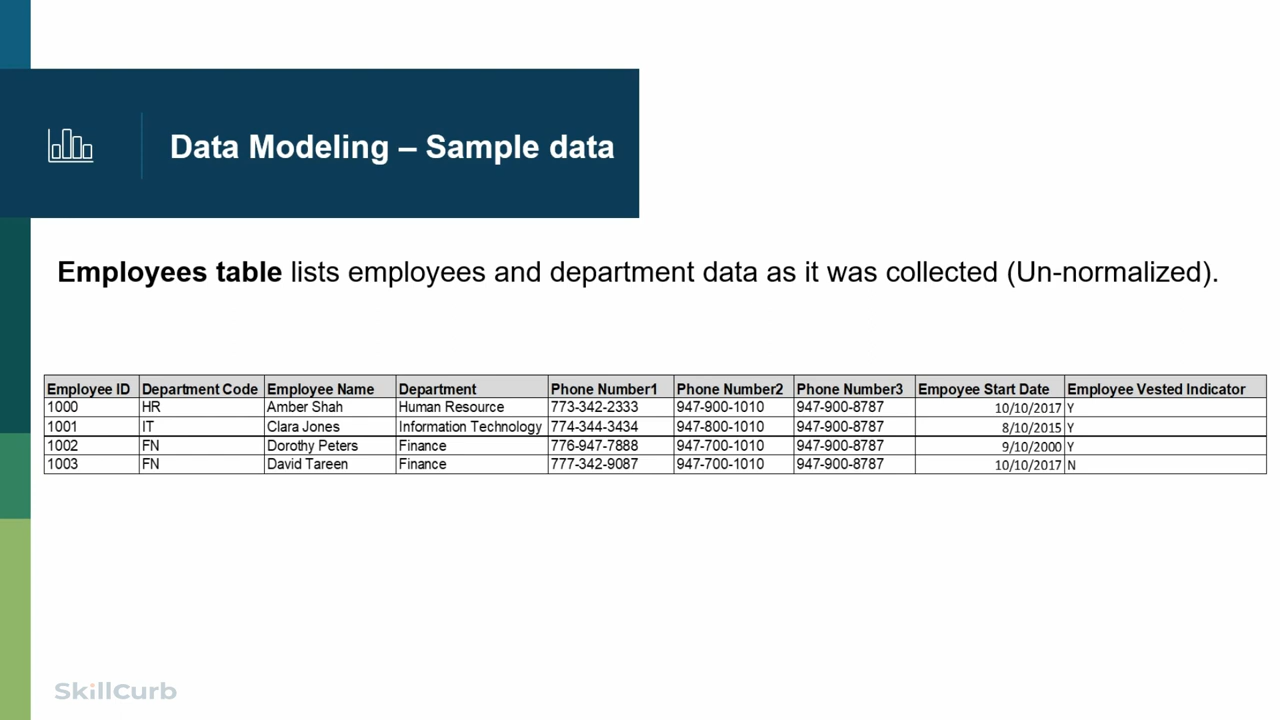 Data Modeling – Sample data
Employees table lists employees and department data as it was collected (Un-normalized).
Employee ID Department Code Employee Name Department Phone Number1 Phone Number2 Phone Number3 Empoyee Start Date Employee Vested Indicator
1000 HR Amber Shah Human Resource 773-342-2333 947-900-1010 947-900-8787 10/10/2017 Y
1001 IT Clara Jones Information Technology 774-344-3434 947-800-1010 947-900-8787 8/10/2015 Y
1002 FN Dorothy Peters Finance 776-947-7888 947-700-1010 947-900-8787 9/10/2000 Y
1003 FN David Tareen Finance 777-342-9087 947-700-1010 947-900-8787 10/10/2017 N
SkillCurb